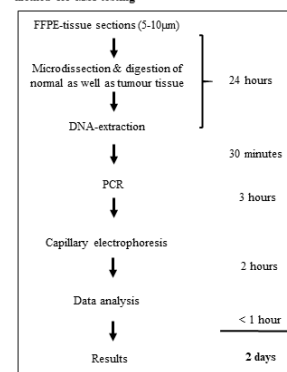 FFPE-tissue sections (5-10µm)
Microdissection & digestion of
normal as well as tumour tissue
24 hours
DNA-extraction
30 minutes
PCR
3 hours
Capillary electrophoresis
2 hours
Data analysis
< 1 hour
Results
2 days